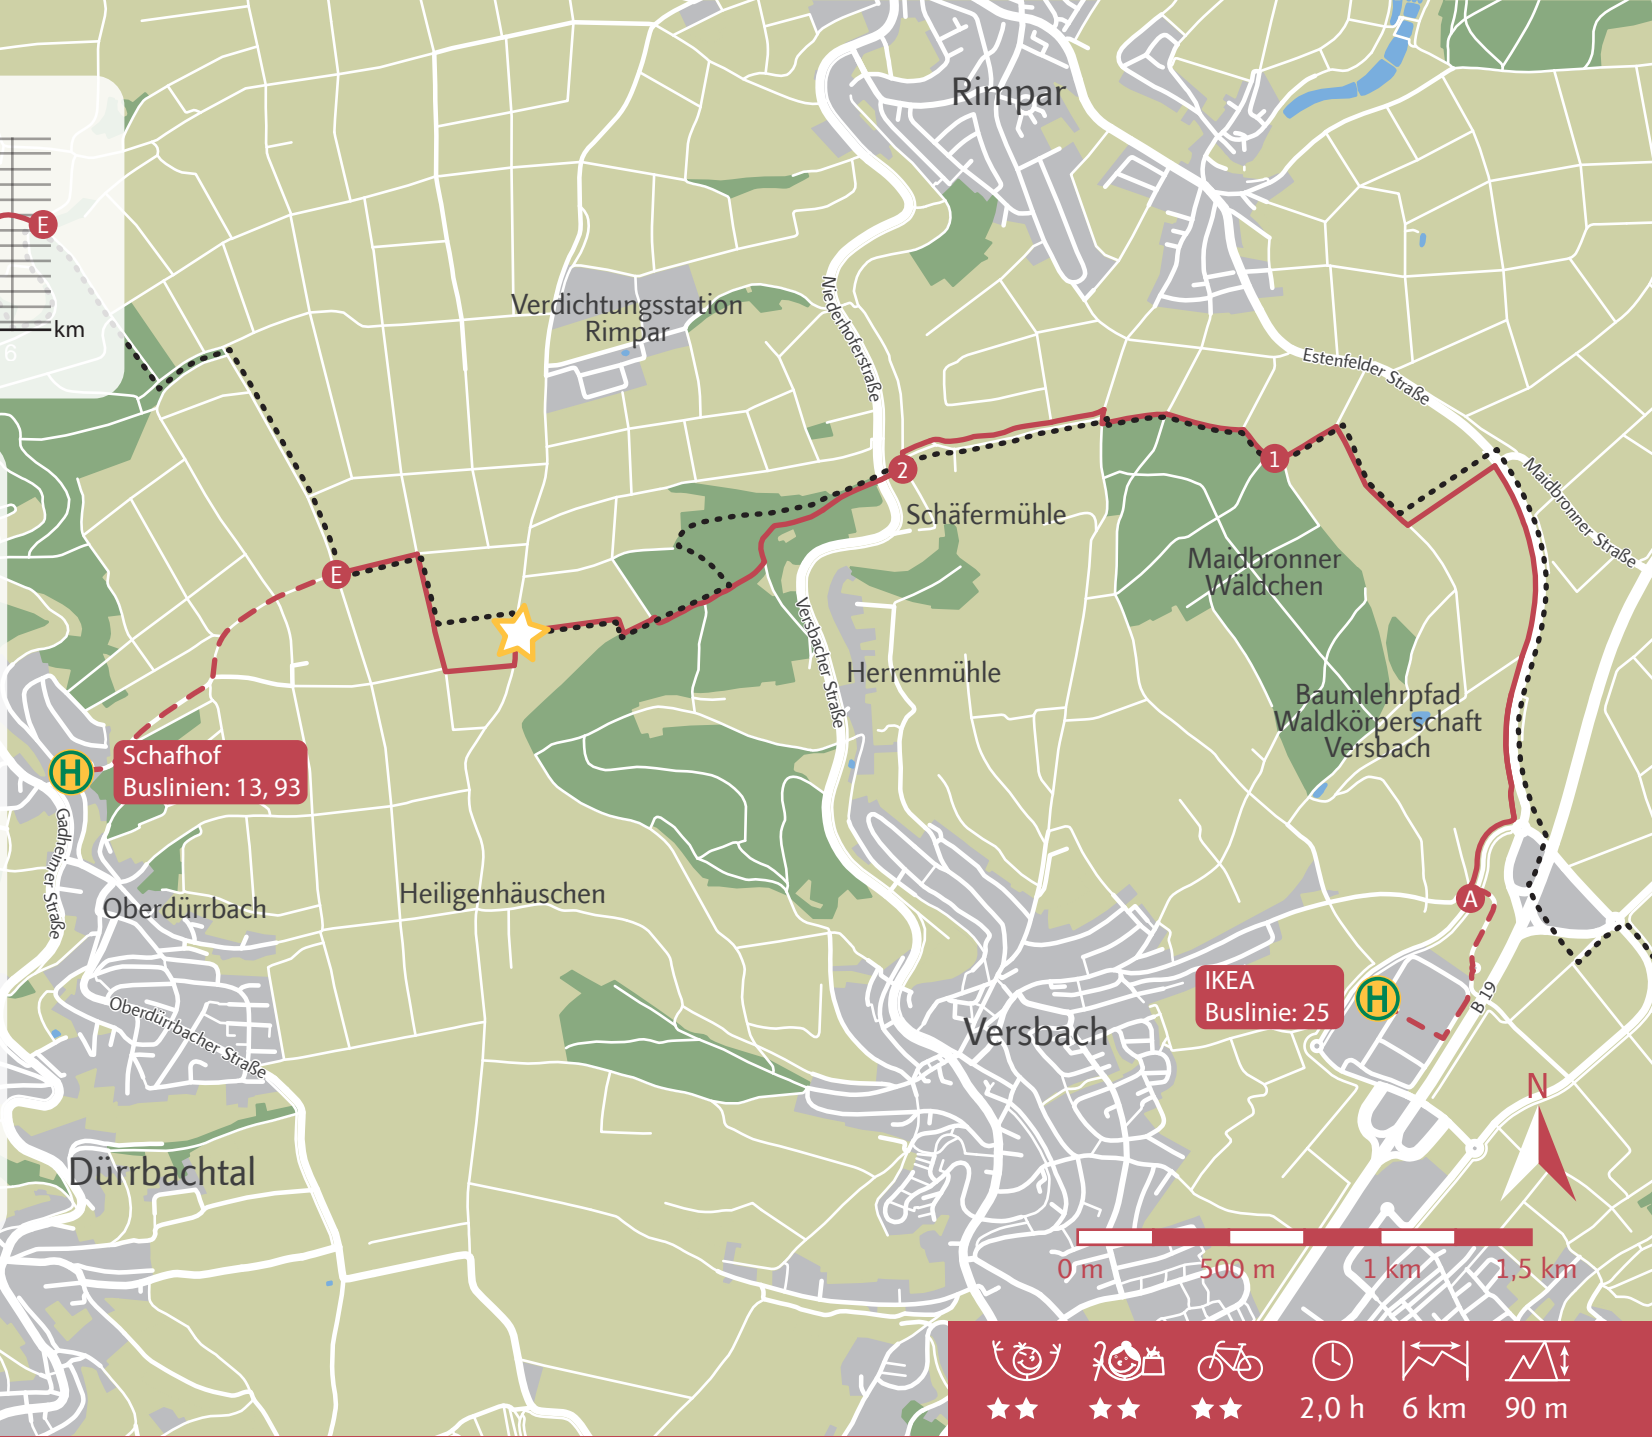 Rimpar
E
km
6
Verdichtungsstation
Rimpar
Niederhoferstraße
Estenfelder Straße
Maidbronner Straße
2
1
Schäfermühle
Maidbronner
Wäldchen
E
Versbacher Straße
Herrenmühle
Baumlehrpfad
Waldkörperschaft
Versbach
H
Schafhof
Buslinien: 13, 93
Gadheimer Straße
Heiligenhäuschen
Oberdürrbach
A
IKEA
Buslinie: 25
H
B 19
Oberdürrbacher Straße
Versbach
N
Dürrbachtal
0 m
500 m
1 km
1,5 km
2,0 h
6 km
90 m